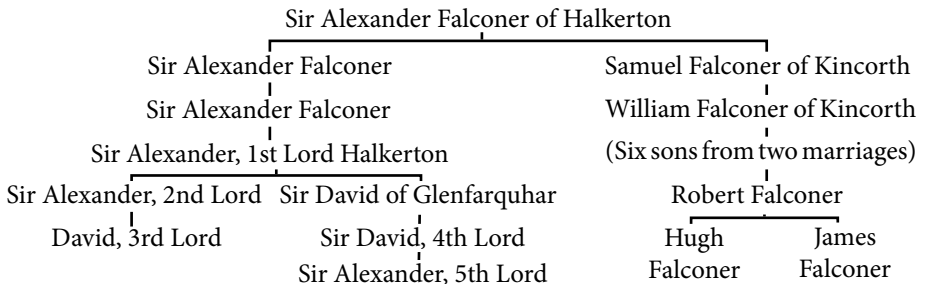 Sir Alexander Falconer of Halkerton
Sir Alexander Falconer
Samuel Falconer of Kincorth
Sir Alexander Falconer
William Falconer of Kincorth
Sir Alexander, 1st Lord Halkerton
(Six sons from two marriages)
Sir Alexander, 2nd Lord
Sir David of Glenfarquhar
Robert Falconer
David, 3rd Lord
Sir David, 4th Lord
Hugh
Falconer
James
Falconer
Sir Alexander, 5th Lord